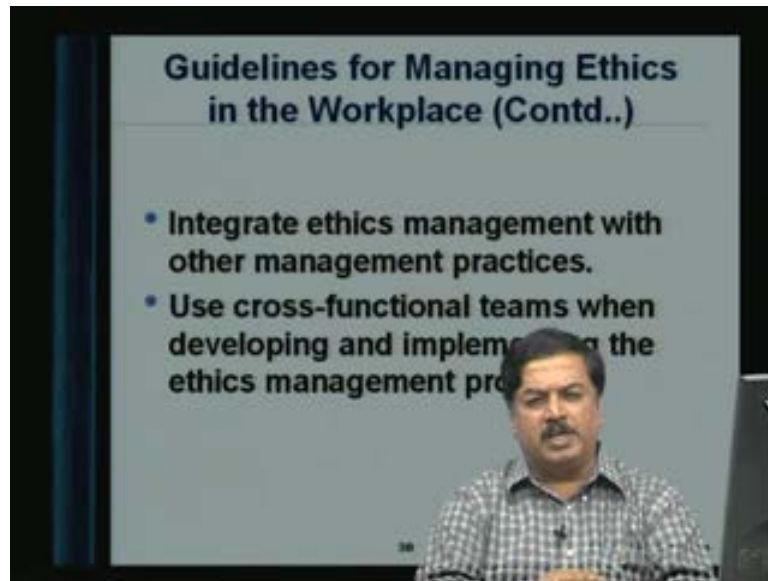 Guidelines for Managing Ethics
in the Workplace (Contd..)
Integrate ethics management with
other management practices.
Use cross-functional teams when
developing and the
ethics management